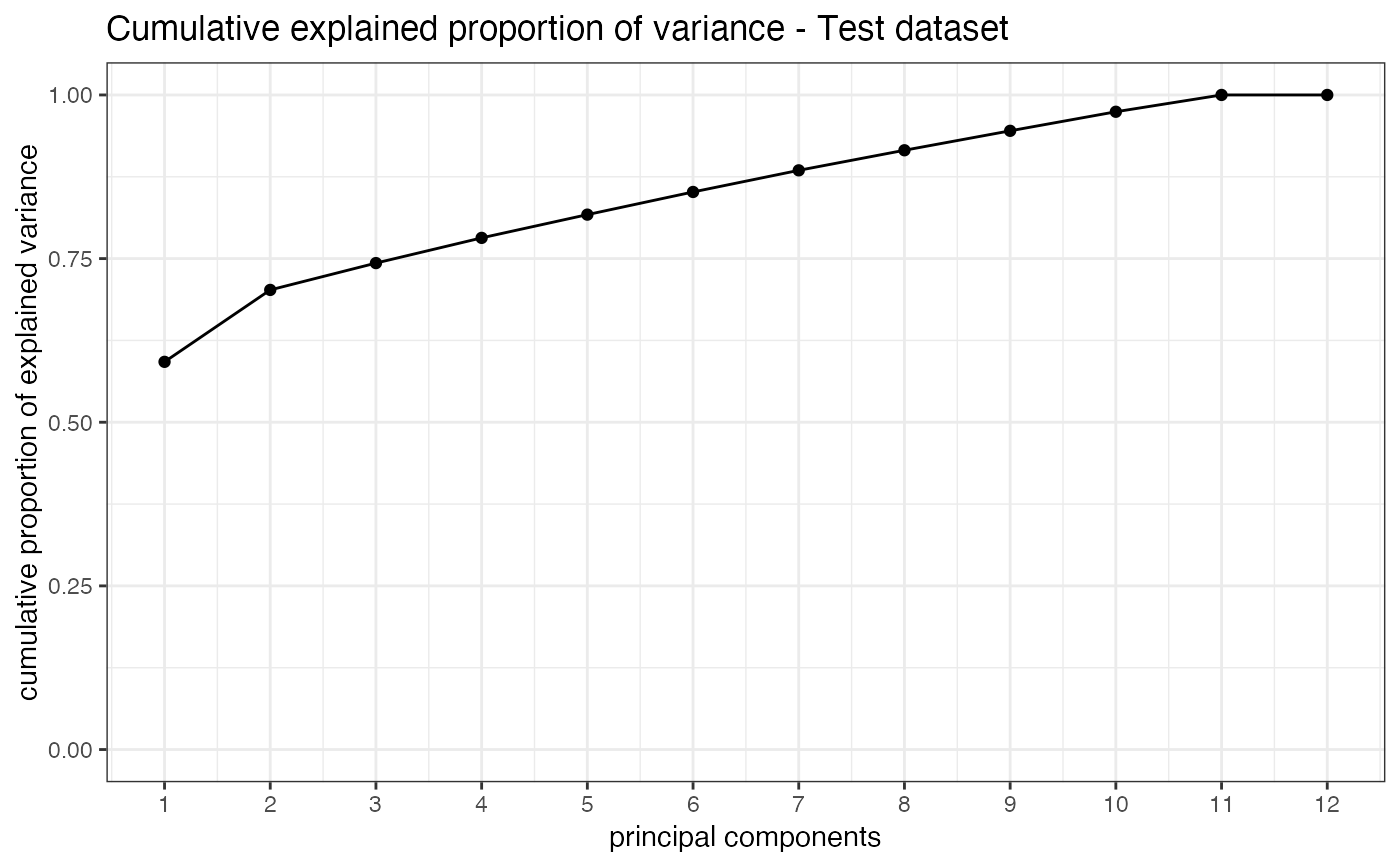 Cumulative explained proportion of variance - Test dataset
cumulative proportion of explained variance
1.00
0.75
0.50
0.25
0.00
1 2 3 4 5 6 7 8 9 10 11 12
principal components